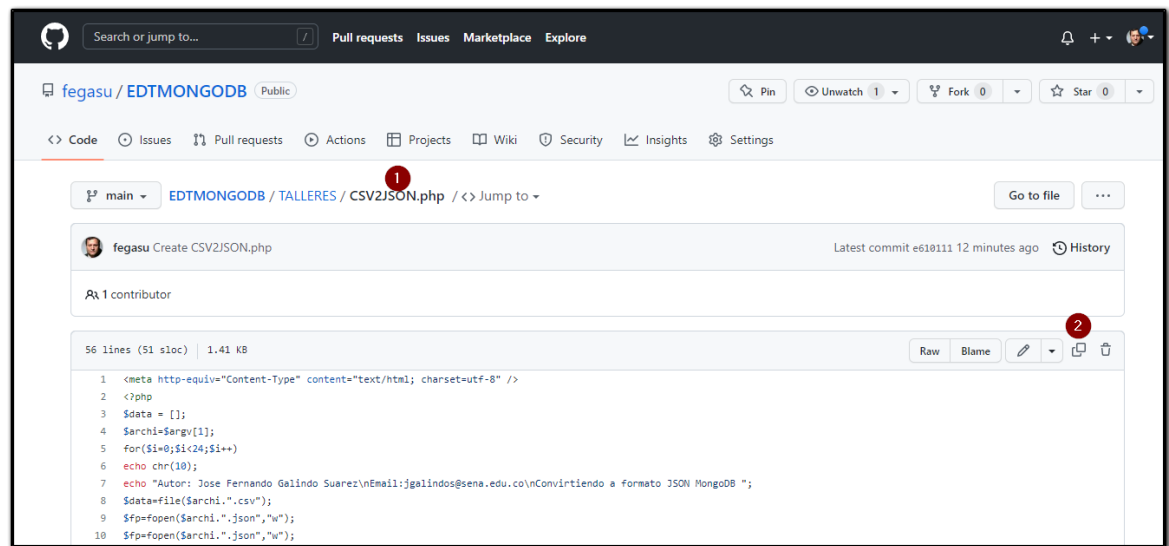 Search or jump to... / Pull requests Issues Marketplace Explore
fegasu / EDTMONGODB Public Pin Unwatch 1 Fork 0 Star 0
<> Code Issues Pull requests Actions Projects Wiki Security Insights Settings
1
main EDTMONGODB / TALLERES / CSV2JSON.php / <> Jump to Go to file ...
fegasu Create CSV2JSON.php Latest commit e610111 12 minutes ago History
1 contributor
2
56 lines (51 sloc) | 1.41 KB Raw Blame
1 <meta http-equiv="Content-Type" content="text/html; charset=utf-8" />
2 <?php
3 $data = [];
4 $archi=$argv[1];
5 for($i=0;$i<24;$i++)
6 echo chr(10);
7 echo "Autor: Jose Fernando Galindo Suarez\nEmail:jgalindos@sena.edu.co\nConvirtiendo a formato JSON MongoDB ";
8 $data=file($archi.".csv");
9 $fp=fopen($archi.".json","w");
10 $fp=fopen($archi.".json","w");